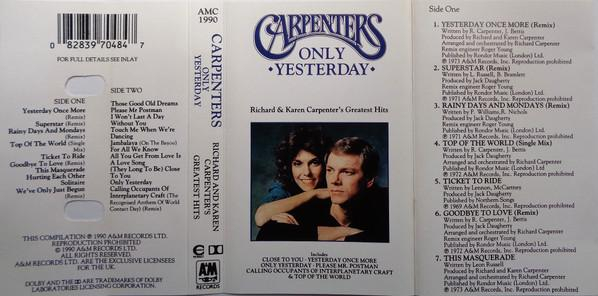 0 82839 70484 7
FOR FULL DETAILS SEE INLAY
SIDE ONE
Yesterday Once More
(Remix)
Superstar (Remix)
Rainy Days And Mondays
(Remix)
Top Of The World (Single
Mix)
Ticket To Ride
Goodbye To Love (Remix)
This Masquerade
Hurting Each Other
Solitaire
We've Only Just Begun
(Remix)
SIDE TWO
Those Good Old Dreams
Please Mr Postman
I Won't Last A Day
Without You
Touch Me When We're
Dancing
Jambalaya (On The Bayou)
For All We Know
All You Get From Love Is
A Love Song
(They Long To Be) Close
To You
Only Yesterday
Calling Occupants Of
Interplanetary Craft (The
Recognised Anthem Of World
Contact Day) (Remix)
THIS COMPILATION ℗ 1990 A&M RECORDS LTD.
REPRODUCTION PROHIBITED
© 1990 A&M RECORDS LTD.
ALL RIGHTS RESERVED.
A&M RECORDS LTD. ARE THE EXCLUSIVE LICENSEES
FOR THE UK.
DOLBY AND THE DD ARE TRADEMARKS OF DOLBY
LABORATORIES LICENSING CORPORATION.
AMC
1990
CARPENTERS
ONLY
YESTERDAY
RICHARD AND KAREN
CARPENTER'S
GREATEST HITS
A&M
RECORDS
CARPENTERS
ONLY
•YESTERDAY•
Richard & Karen Carpenter's Greatest Hits
Includes
CLOSE TO YOU · YESTERDAY ONCE MORE
ONLY YESTERDAY · PLEASE MR. POSTMAN
CALLING OCCUPANTS OF INTERPLANETARY CRAFT
& TOP OF THE WORLD
Side One
1. YESTERDAY ONCE MORE (Remix)
Written by R. Carpenter, J. Bettis
Produced by Richard and Karen Carpenter
Arranged and orchestrated by Richard Carpenter
Remix engineer Roger Young
Published by Rondor Music (London) Ltd.
℗ 1973 A&M Records, Inc. Reproduction prohibited
2. SUPERSTAR (Remix)
Written by L. Russell, B. Bramlett
Produced by Jack Daugherty
Remix engineer Roger Young
Published by Rondor Music (London) Ltd.
℗ 1971 A&M Records, Inc. Reproduction prohibited
3. RAINY DAYS AND MONDAYS (Remix)
Written by P. Williams, R. Nichols
Produced by Jack Daugherty
Remix engineer Roger Young
Published by Rondor Music (London) Ltd.
℗ 1971 A&M Records, Inc. Reproduction prohibited
4. TOP OF THE WORLD (Single Mix)
Written by R. Carpenter, J. Bettis
Produced by Jack Daugherty
Arranged and orchestrated by Richard Carpenter
Published by Rondor Music (London) Ltd.
℗ 1972 A&M Records, Inc. Reproduction prohibited
5. TICKET TO RIDE
Written by Lennon, McCartney
Produced by Jack Daugherty
Published by Northern Songs
℗ 1969 A&M Records, Inc. Reproduction prohibited
6. GOODBYE TO LOVE (Remix)
Written by R. Carpenter, J. Bettis
Produced by Jack Daugherty
Arranged and orchestrated by Richard Carpenter
Remix engineer Roger Young
Published by Rondor Music (London) Ltd.
℗ 1972 A&M Records, Inc. Reproduction prohibited
7. THIS MASQUERADE
Written by Leon Russell
Produced by Richard and Karen Carpenter
Arranged and orchestrated by Richard Carpenter